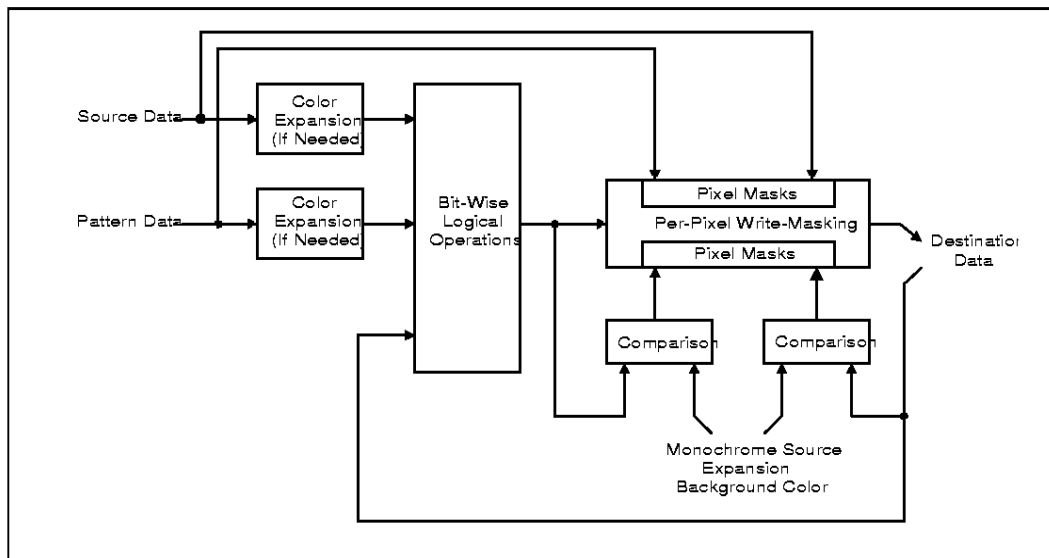 Source Data
Color
Expansion
(If Needed)
Pattern Data
Color
Expansion
(If Needed)
Bit-Wise
Logical
Operations
Pixel Masks
Per-Pixel Write-Masking
Pixel Masks
Destination
Data
Comparison
Comparison
Monochrome Source
Expansion
Background Color